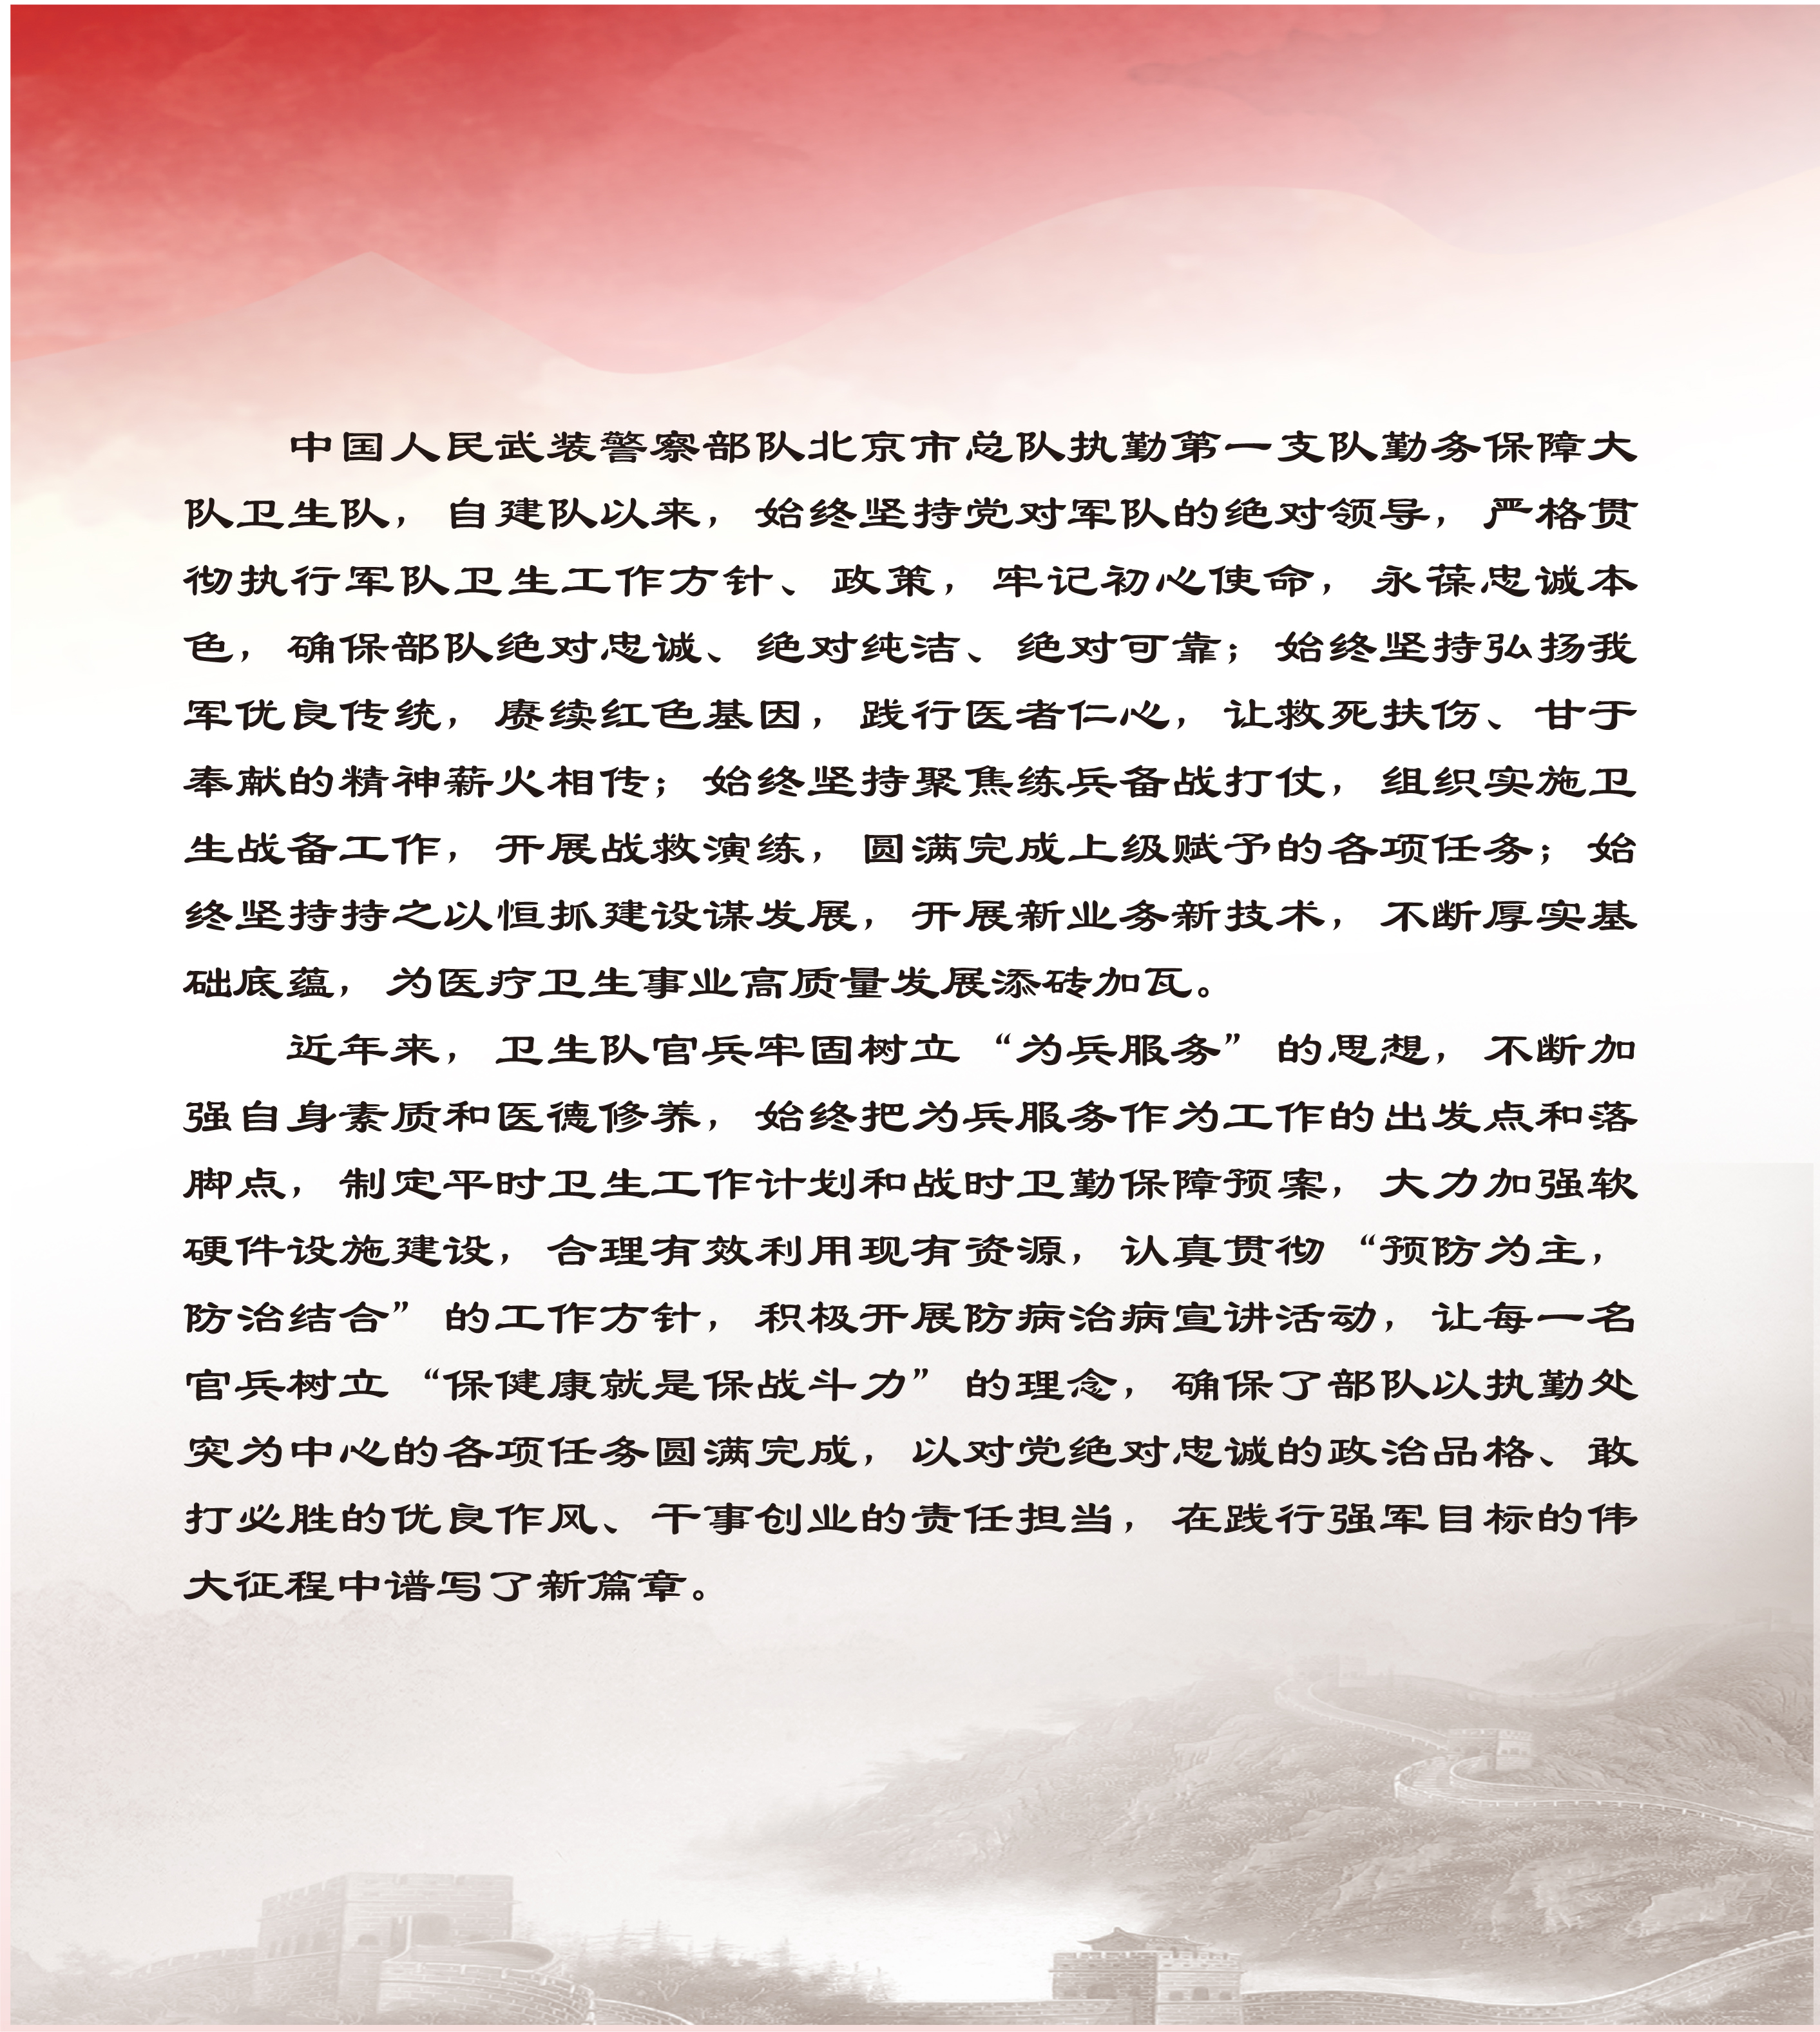 中国人民武装警察部队北京市总队执勤第一支队勤务保障大
队卫生队，自建队以来，始终坚持党对军队的绝对领导，严格贯
彻执行军队卫生工作方针、政策，牢记初心使命，永葆忠诚本
色，确保部队绝对忠诚、绝对纯洁、绝对可靠；始终坚持弘扬我
军优良传统，赓续红色基因，践行医者仁心，让救死扶伤、甘于
奉献的精神薪火相传；始终坚持聚焦练兵备战打仗，组织实施卫
生战备工作，开展战救演练，圆满完成上级赋予的各项任务；始
终坚持持之以恒抓建设谋发展，开展新业务新技术，不断厚实基
础底蕴，为医疗卫生事业高质量发展添砖加瓦。
近年来，卫生队官兵牢固树立“为兵服务”的思想，不断加
强自身素质和医德修养，始终把为兵服务作为工作的出发点和落
脚点，制定平时卫生工作计划和战时卫勤保障预案，大力加强软
硬件设施建设，合理有效利用现有资源，认真贯彻“预防为主，
防治结合”的工作方针，积极开展防病治病宣讲活动，让每一名
官兵树立“保健康就是保战斗力”的理念，确保了部队以执勤处
突为中心的各项任务圆满完成，以对党绝对忠诚的政治品格、敢
打必胜的优良作风、干事创业的责任担当，在践行强军目标的伟
大征程中谱写了新篇章。